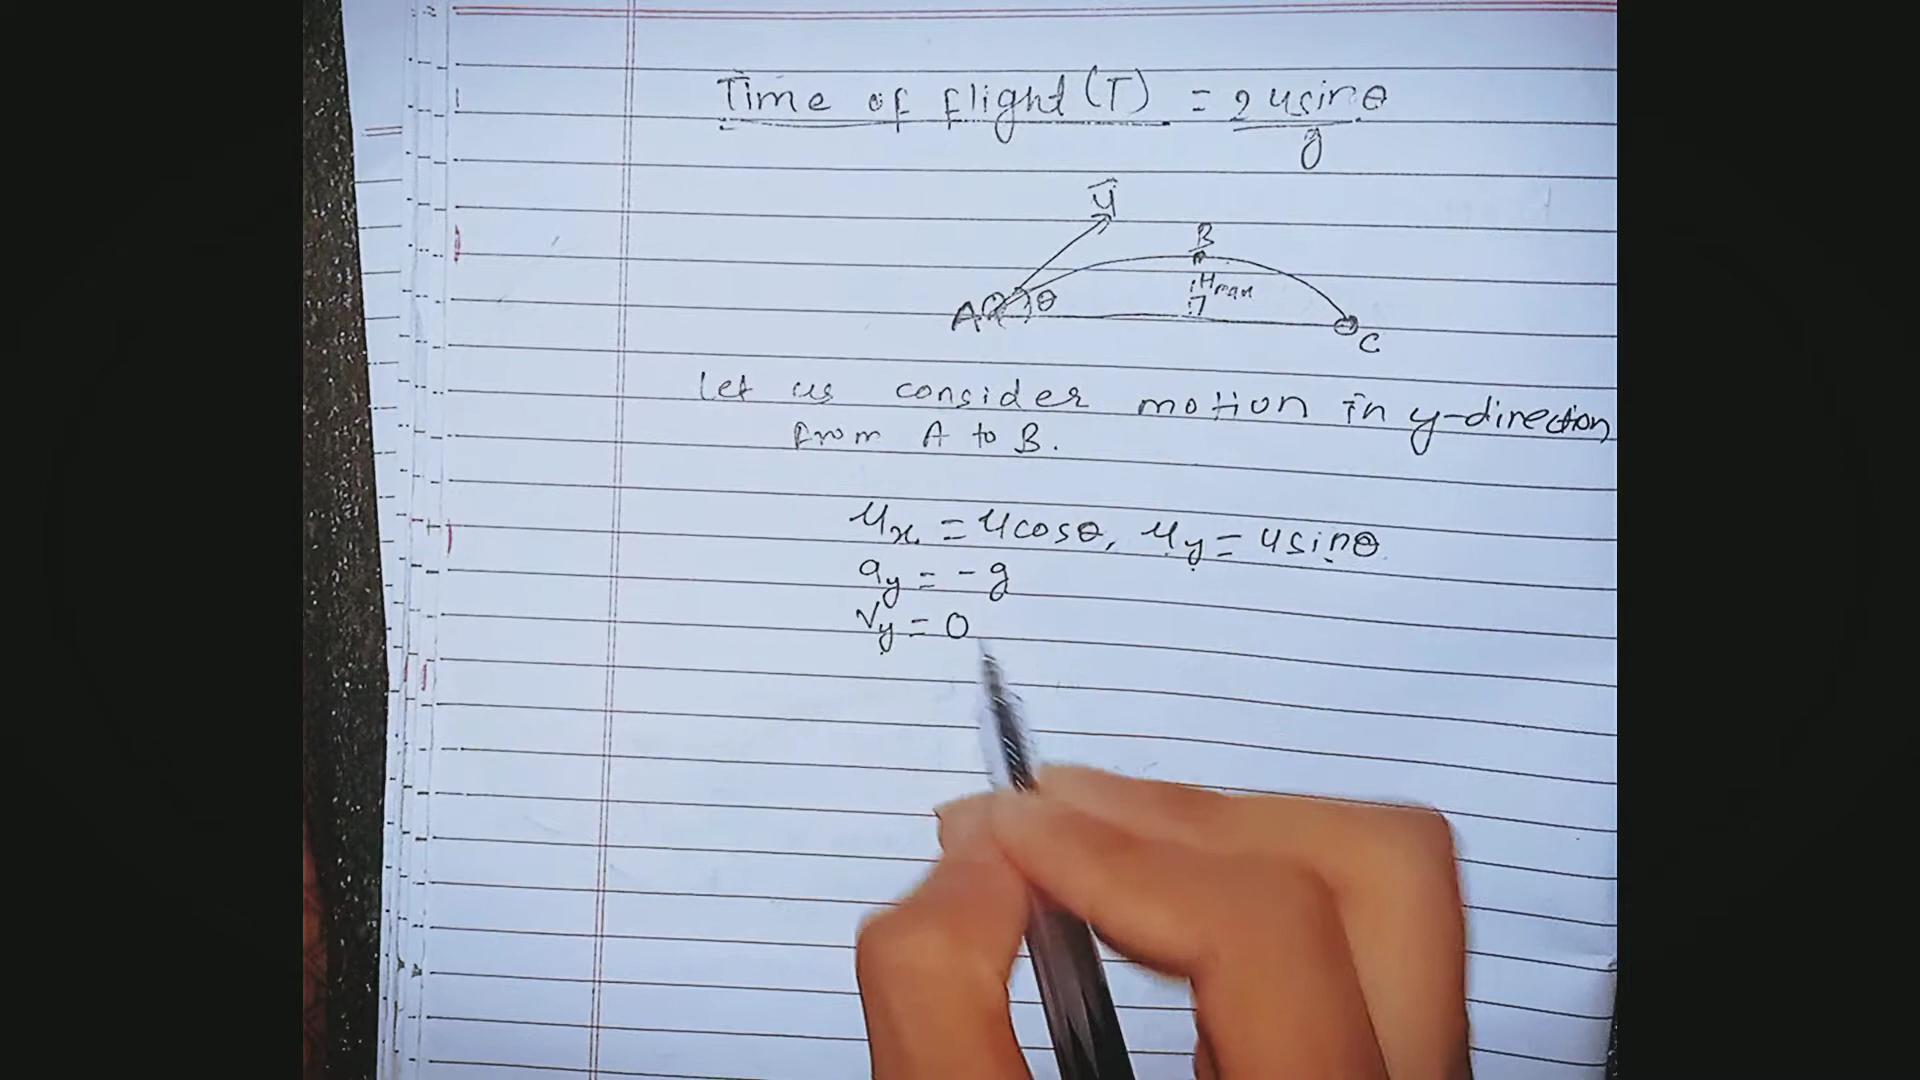 Time of flight (T) = 2usinθ
g
u
B
Hmax
A θ
C
Let us consider motion in y-direction
from A to B.
ux = ucosθ, uy = usinθ
ay = -g
vy = 0